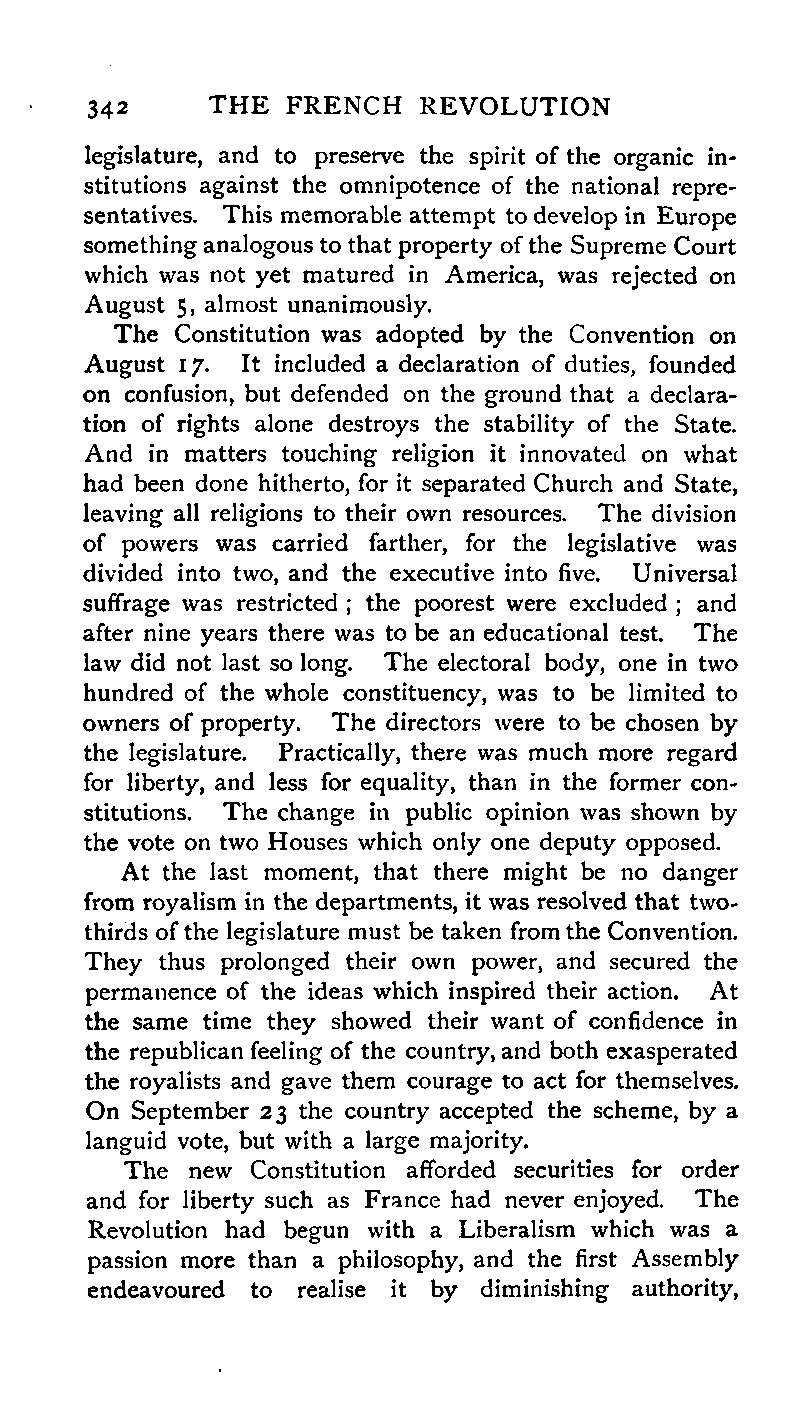 342 THE FRENCH REVOLUTION
legislature, and to preserve the spirit of the organic in-
stitutions against the omnipotence of the national repre-
sentatives. This memorable attempt to develop in Europe
something analogous to that property of the Supreme Court
which was not yet matured in America, was rejected on
August 5, almost unanimously.
The Constitution was adopted by the Convention on
August 17. It included a declaration of duties, founded
on confusion, but defended on the ground that a declara-
tion of rights alone destroys the stability of the State.
And in matters touching religion it innovated on what
had been done hitherto, for it separated Church and State,
leaving all religions to their own resources. The division
of powers was carried farther, for the legislative was
divided into two, and the executive into five. Universal
suffrage was restricted ; the poorest were excluded ; and
after nine years there was to be an educational test. The
law did not last so long. The electoral body, one in two
hundred of the whole constituency, was to be limited to
owners of property. The directors were to be chosen by
the legislature. Practically, there was much more regard
for liberty, and less for equality, than in the former con-
stitutions. The change in public opinion was shown by
the vote on two Houses which only one deputy opposed.
At the last moment, that there might be no danger
from royalism in the departments, it was resolved that two-
thirds of the legislature must be taken from the Convention.
They thus prolonged their own power, and secured the
permanence of the ideas which inspired their action. At
the same time they showed their want of confidence in
the republican feeling of the country, and both exasperated
the royalists and gave them courage to act for themselves.
On September 23 the country accepted the scheme, by a
languid vote, but with a large majority.
The new Constitution afforded securities for order
and for liberty such as France had never enjoyed. The
Revolution had begun with a Liberalism which was a
passion more than a philosophy, and the first Assembly
endeavoured to realise it by diminishing authority,